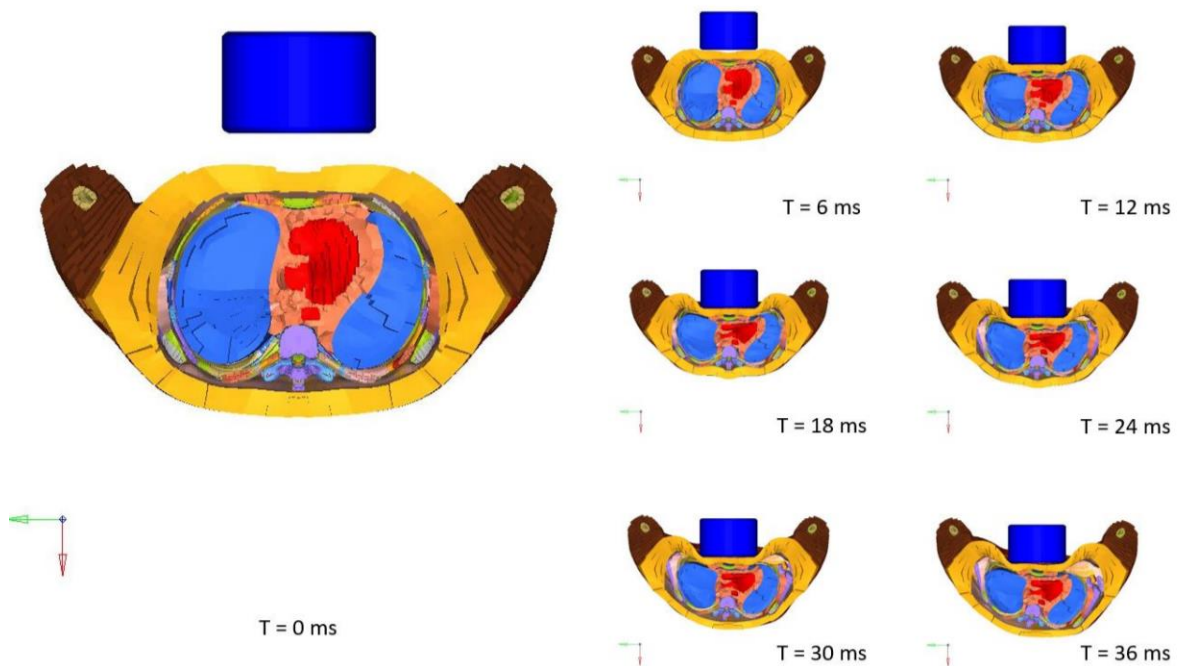 T = 0 ms
T = 6 ms
T = 12 ms
T = 18 ms
T = 24 ms
T = 30 ms
T = 36 ms